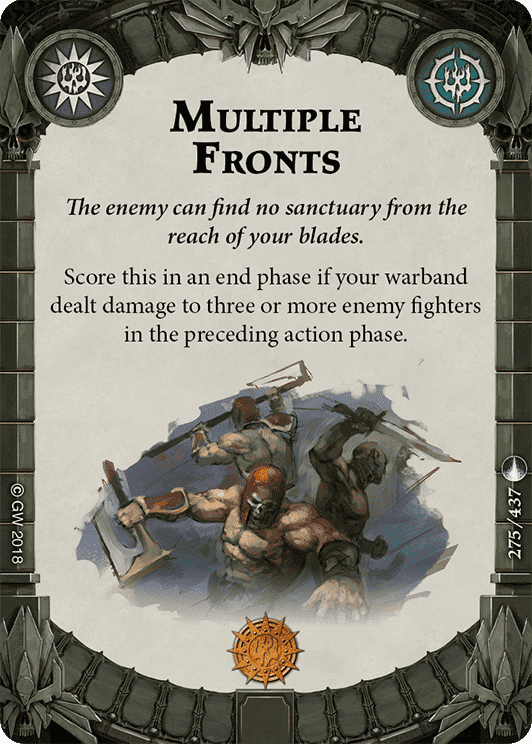 Multiple
Fronts
The enemy can find no sanctuary from the
reach of your blades.
Score this in an end phase if your warband
dealt damage to three or more enemy fighters
in the preceding action phase.
© GW 2018
275/437